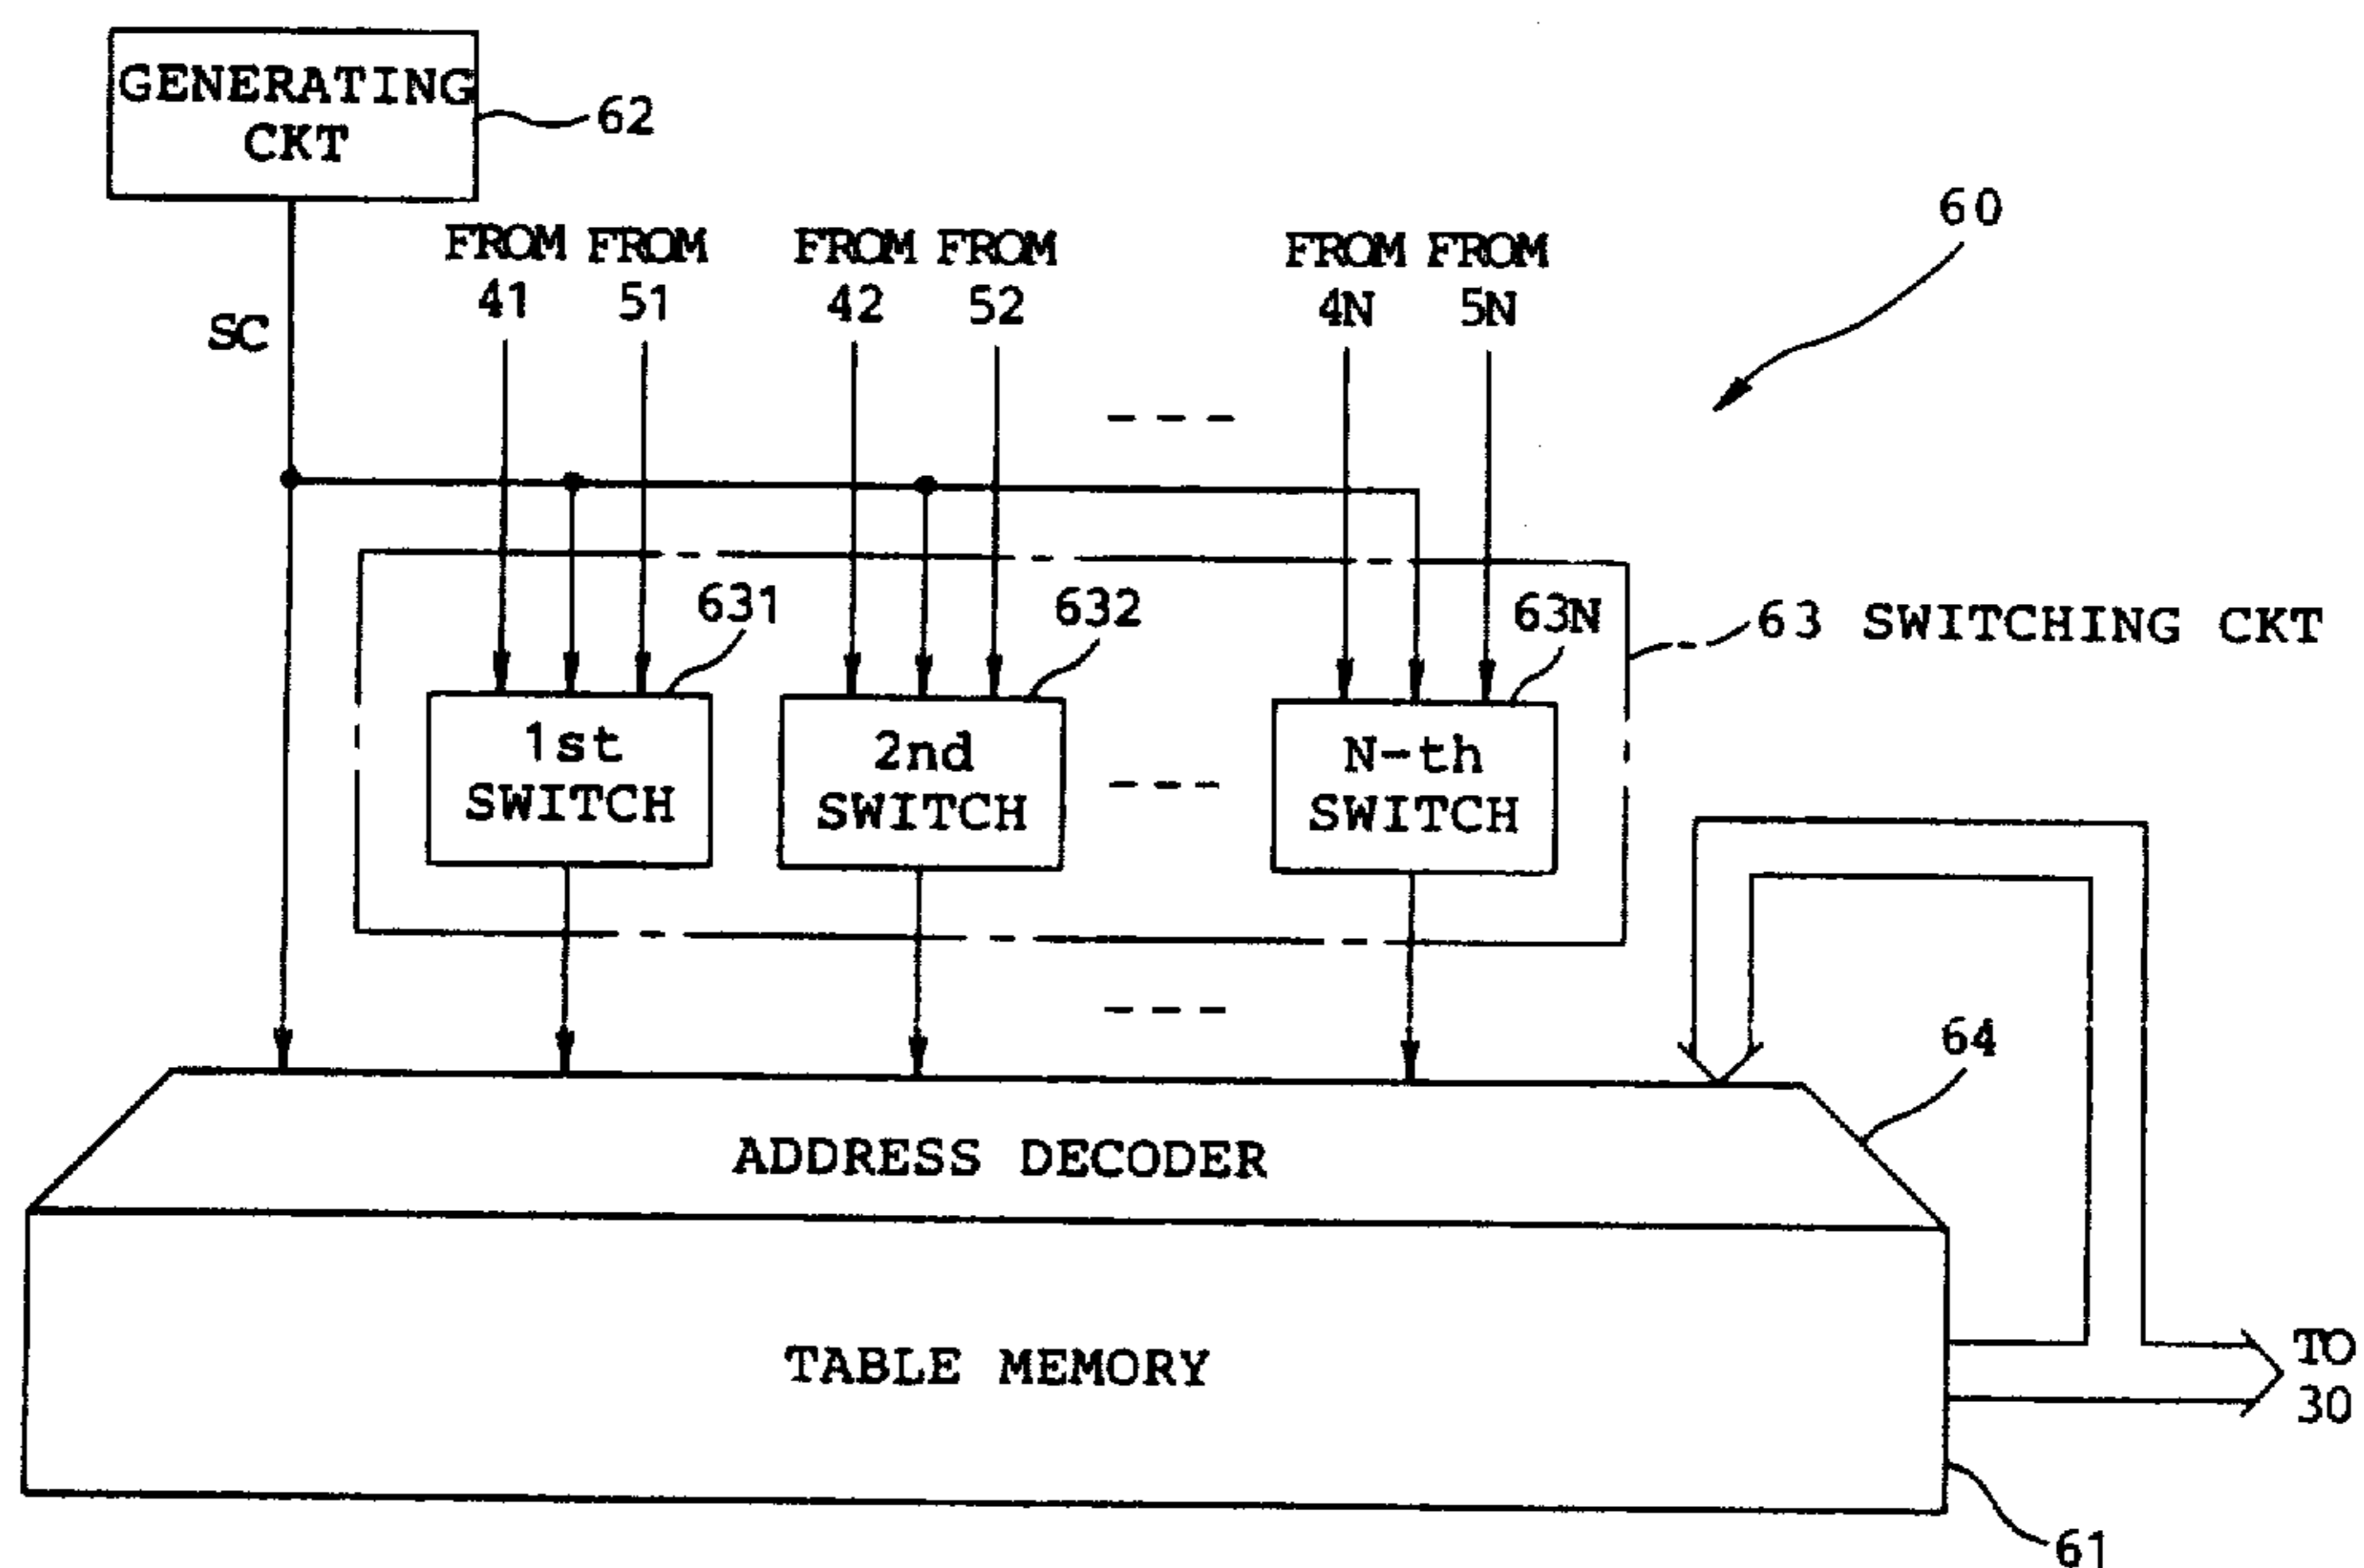 GENERATING
CKT
62
60
FROM FROM FROM FROM FROM FROM
41 51 42 52 4N 5N
SC
631 632 63N 63 SWITCHING CKT
1st
SWITCH
2nd
SWITCH
N-th
SWITCH
64
ADDRESS DECODER
TABLE MEMORY
TO
30
61